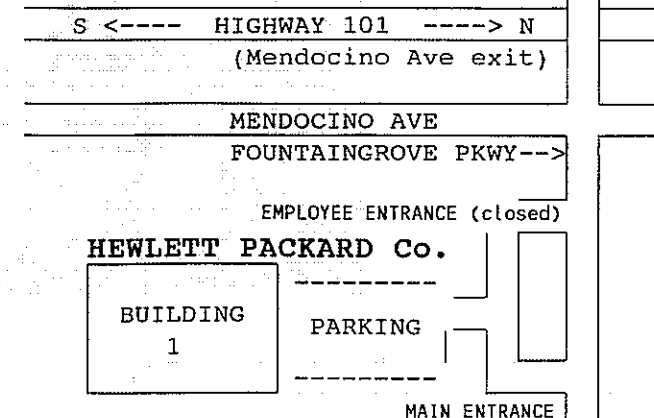 S <---- HIGHWAY 101 ----> N
(Mendocino Ave exit)
MENDOCINO AVE
FOUNTAINGROVE PKWY-->
EMPLOYEE ENTRANCE (closed)
HEWLETT PACKARD Co.
BUILDING
1
PARKING
MAIN ENTRANCE